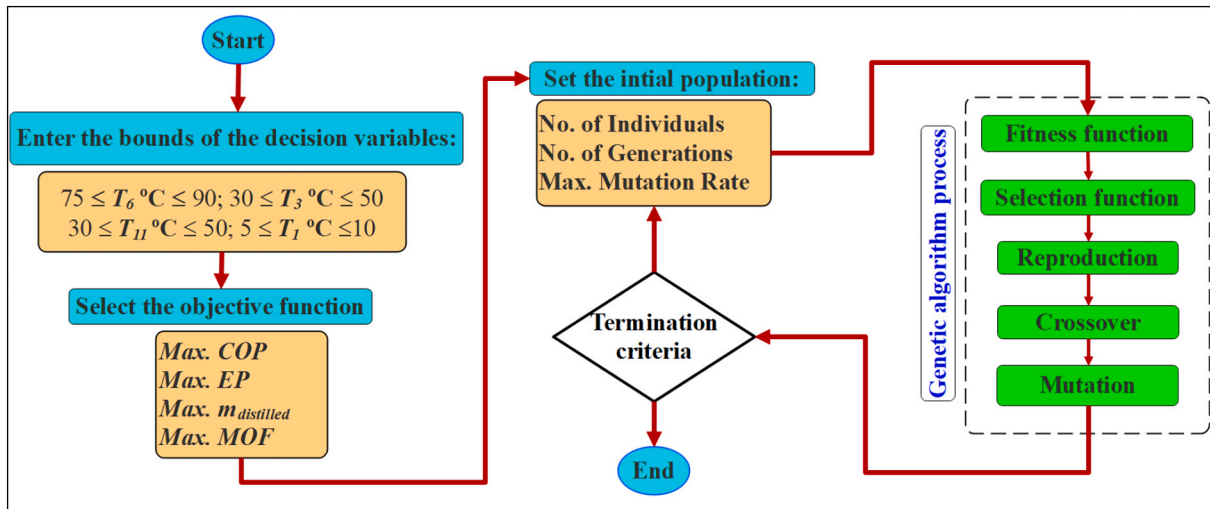 Start
Enter the bounds of the decision variables:
75 ≤ T6 ºC ≤ 90; 30 ≤ T3 ºC ≤ 50
30 ≤ T11 ºC ≤ 50; 5 ≤ T1 ºC ≤10
Select the objective function
Max. COP
Max. EP
Max. mdistilled
Max. MOF
Set the intial population:
No. of Individuals
No. of Generations
Max. Mutation Rate
Termination
criteria
End
Genetic algorithm process
Fitness function
Selection function
Reproduction
Crossover
Mutation